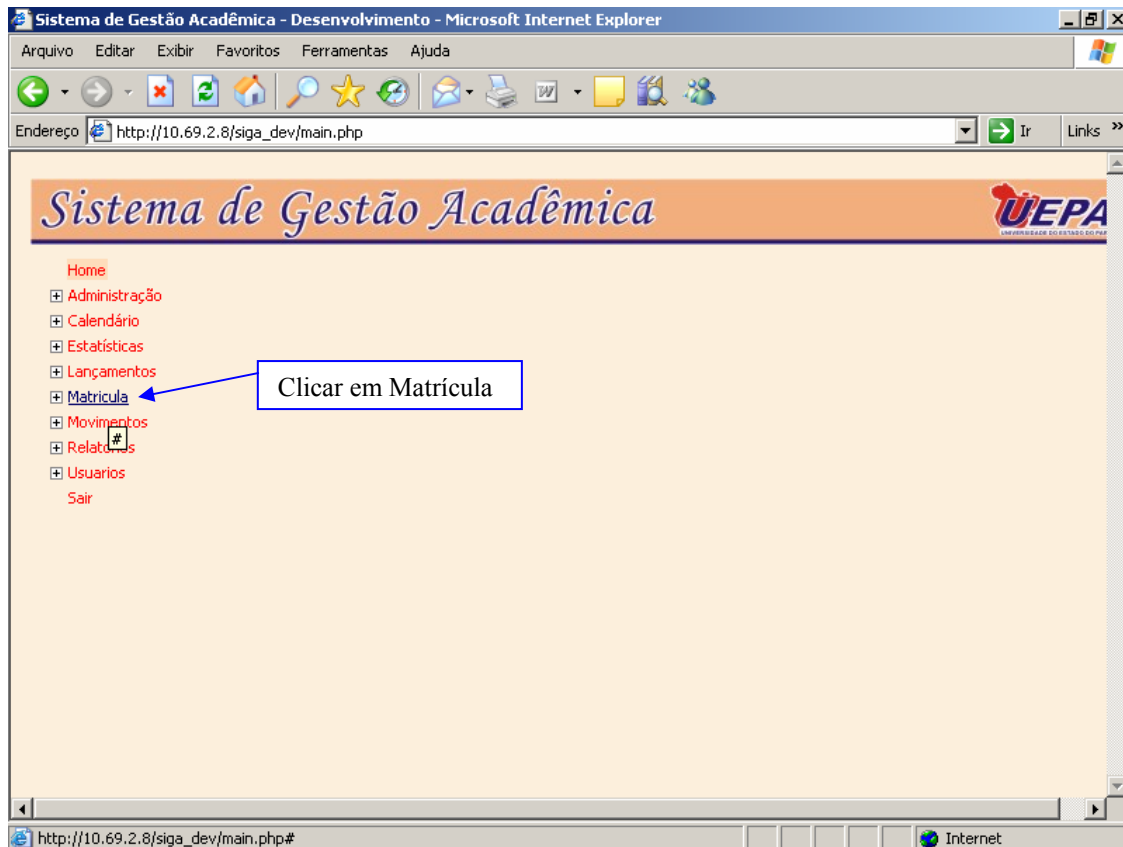 Sistema de Gestão Acadêmica - Desenvolvimento - Microsoft Internet Explorer
Arquivo Editar Exibir Favoritos Ferramentas Ajuda
Endereço http://10.69.2.8/siga_dev/main.php Ir Links »
Sistema de Gestão Acadêmica
UEPA
Home
Administração
Calendário
Estatísticas
Lançamentos
Matricula
Clicar em Matrícula
Movimentos
#
Relatorios
Usuarios
Sair
http://10.69.2.8/siga_dev/main.php#
Internet